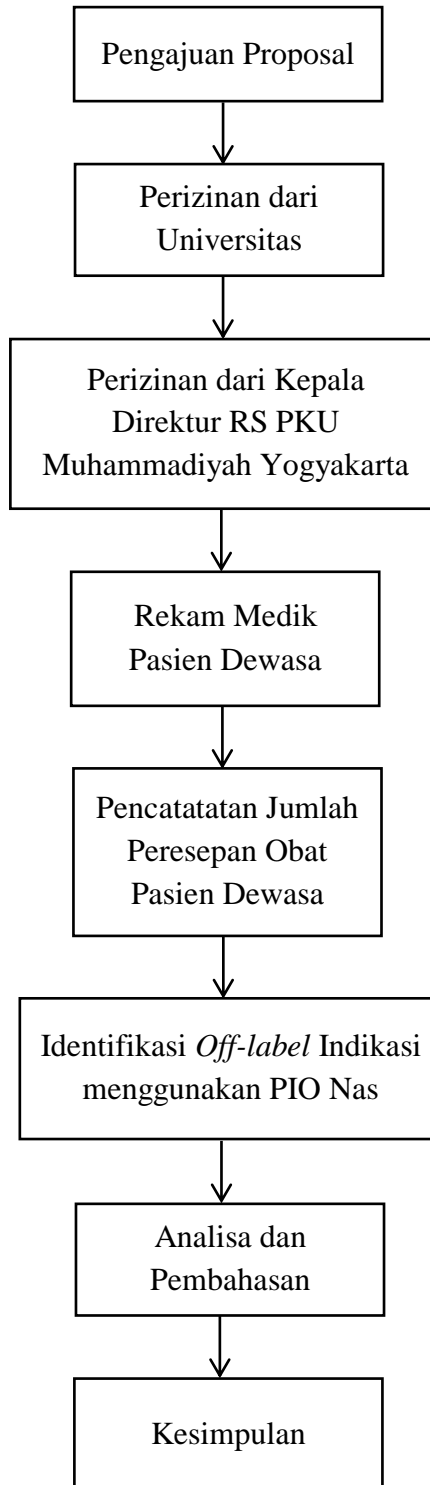 Pengajuan Proposal
Perizinan dari
Universitas
Perizinan dari Kepala
Direktur RS PKU
Muhammadiyah Yogyakarta
Rekam Medik
Pasien Dewasa
Pencatatatan Jumlah
Peresepan Obat
Pasien Dewasa
Identifikasi Off-label Indikasi
menggunakan PIO Nas
Analisa dan
Pembahasan
Kesimpulan